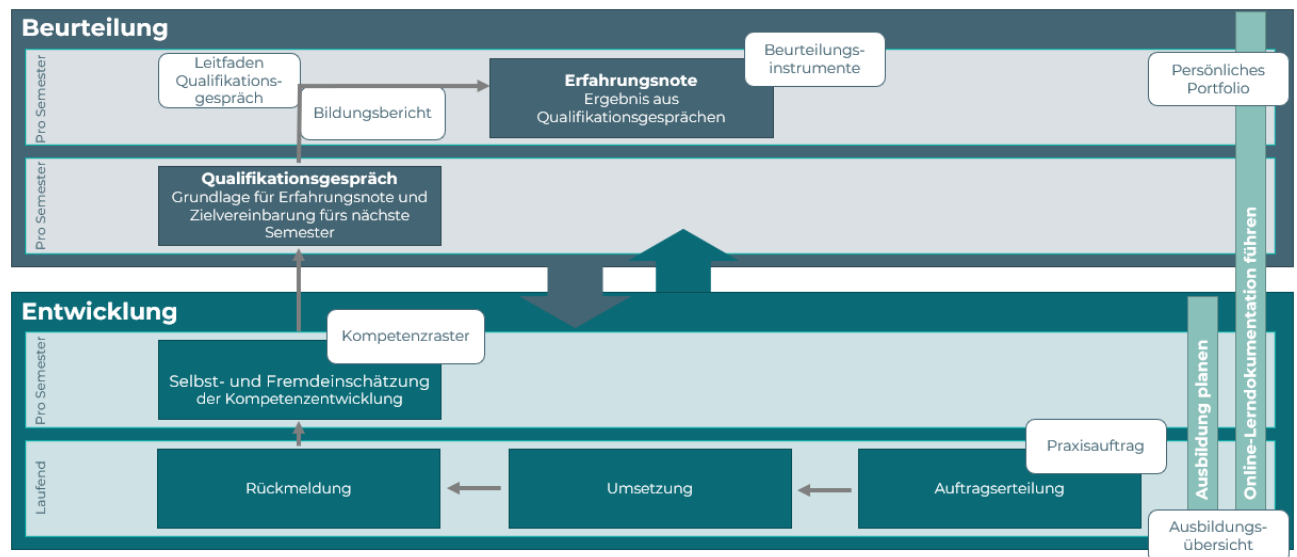 Beurteilung
Pro Semester
Leitfaden
Qualifikations-
gespräch
Bildungsbericht
Erfahrungsnote
Ergebnis aus
Qualifikationsgesprächen
Beurteilungs-
instrumente
Persönliches
Portfolio
Pro Semester
Qualifikationsgespräch
Grundlage für Erfahrungsnote und
Zielvereinbarung fürs nächste
Semester
Entwicklung
Pro Semester
Kompetenzraster
Selbst- und Fremdeinschätzung
der Kompetenzentwicklung
Laufend
Rückmeldung
Umsetzung
Auftragserteilung
Praxisauftrag
Ausbildung planen
Online-Lerndokumentation führen
Ausbildungs-
übersicht